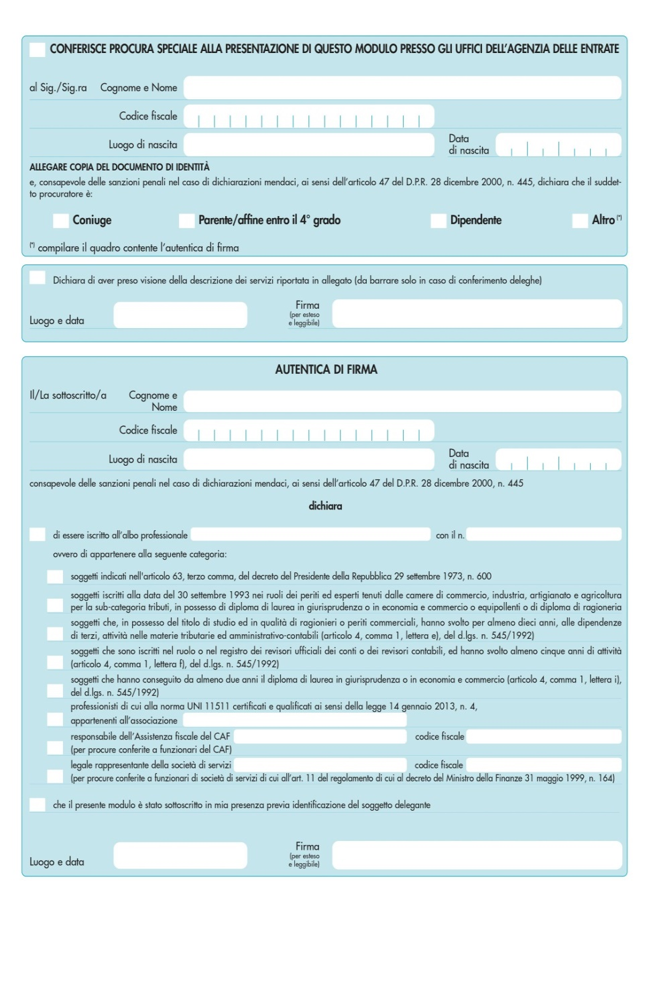 CONFERISCE PROCURA SPECIALE ALLA PRESENTAZIONE DI QUESTO MODULO PRESSO GLI UFFICI DELL'AGENZIA DELLE ENTRATE
al Sig./Sig.ra Cognome e Nome
Codice fiscale
Luogo di nascita Data
di nascita
ALLEGARE COPIA DEL DOCUMENTO DI IDENTITÀ
e, consapevole delle sanzioni penali nel caso di dichiarazioni mendaci, ai sensi dell'articolo 47 del D.P.R. 28 dicembre 2000, n. 445, dichiara che il suddet-
to procuratore è:
Coniuge Parente/affine entro il 4° grado Dipendente Altro (*)
(*) compilare il quadro contente l'autentica di firma
Dichiara di aver preso visione della descrizione dei servizi riportata in allegato (da barrare solo in caso di conferimento deleghe)
Luogo e data Firma
(per esteso
e leggibile)
AUTENTICA DI FIRMA
Il/La sottoscritto/a Cognome e
Nome
Codice fiscale
Luogo di nascita Data
di nascita
consapevole delle sanzioni penali nel caso di dichiarazioni mendaci, ai sensi dell'articolo 47 del D.P.R. 28 dicembre 2000, n. 445
dichiara
di essere iscritto all'albo professionale con il n.
ovvero di appartenere alla seguente categoria:
soggetti indicati nell'articolo 63, terzo comma, del decreto del Presidente della Repubblica 29 settembre 1973, n. 600
soggetti iscritti alla data del 30 settembre 1993 nei ruoli dei periti ed esperti tenuti dalle camere di commercio, industria, artigianato e agricoltura
per la sub-categoria tributi, in possesso di diploma di laurea in giurisprudenza o in economia e commercio o equipollenti o di diploma di ragioneria
soggetti che, in possesso del titolo di studio ed in qualità di ragionieri o periti commerciali, hanno svolto per almeno dieci anni, alle dipendenze
di terzi, attività nelle materie tributarie ed amministrativo-contabili (articolo 4, comma 1, lettera e), del d.lgs. n. 545/1992)
soggetti che sono iscritti nel ruolo o nel registro dei revisori ufficiali dei conti o dei revisori contabili, ed hanno svolto almeno cinque anni di attività
(articolo 4, comma 1, lettera f), del d.lgs. n. 545/1992)
soggetti che hanno conseguito da almeno due anni il diploma di laurea in giurisprudenza o in economia e commercio (articolo 4, comma 1, lettera i),
del d.lgs. n. 545/1992)
professionisti di cui alla norma UNI 11511 certificati e qualificati ai sensi della legge 14 gennaio 2013, n. 4,
appartenenti all'associazione
responsabile dell'Assistenza fiscale del CAF codice fiscale
(per procure conferite a funzionari del CAF)
legale rappresentante della società di servizi codice fiscale
(per procure conferite a funzionari di società di servizi di cui all'art. 11 del regolamento di cui al decreto del Ministro della Finanze 31 maggio 1999, n. 164)
che il presente modulo è stato sottoscritto in mia presenza previa identificazione del soggetto delegante
Luogo e data Firma
(per esteso
e leggibile)